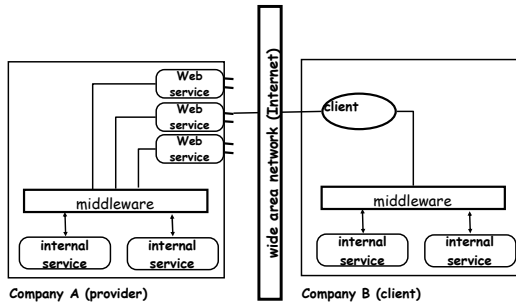 Web
service
Web
service
Web
service
wide area network (Internet)
client
middleware
middleware
internal
service
internal
service
internal
service
internal
service
Company A (provider)
Company B (client)